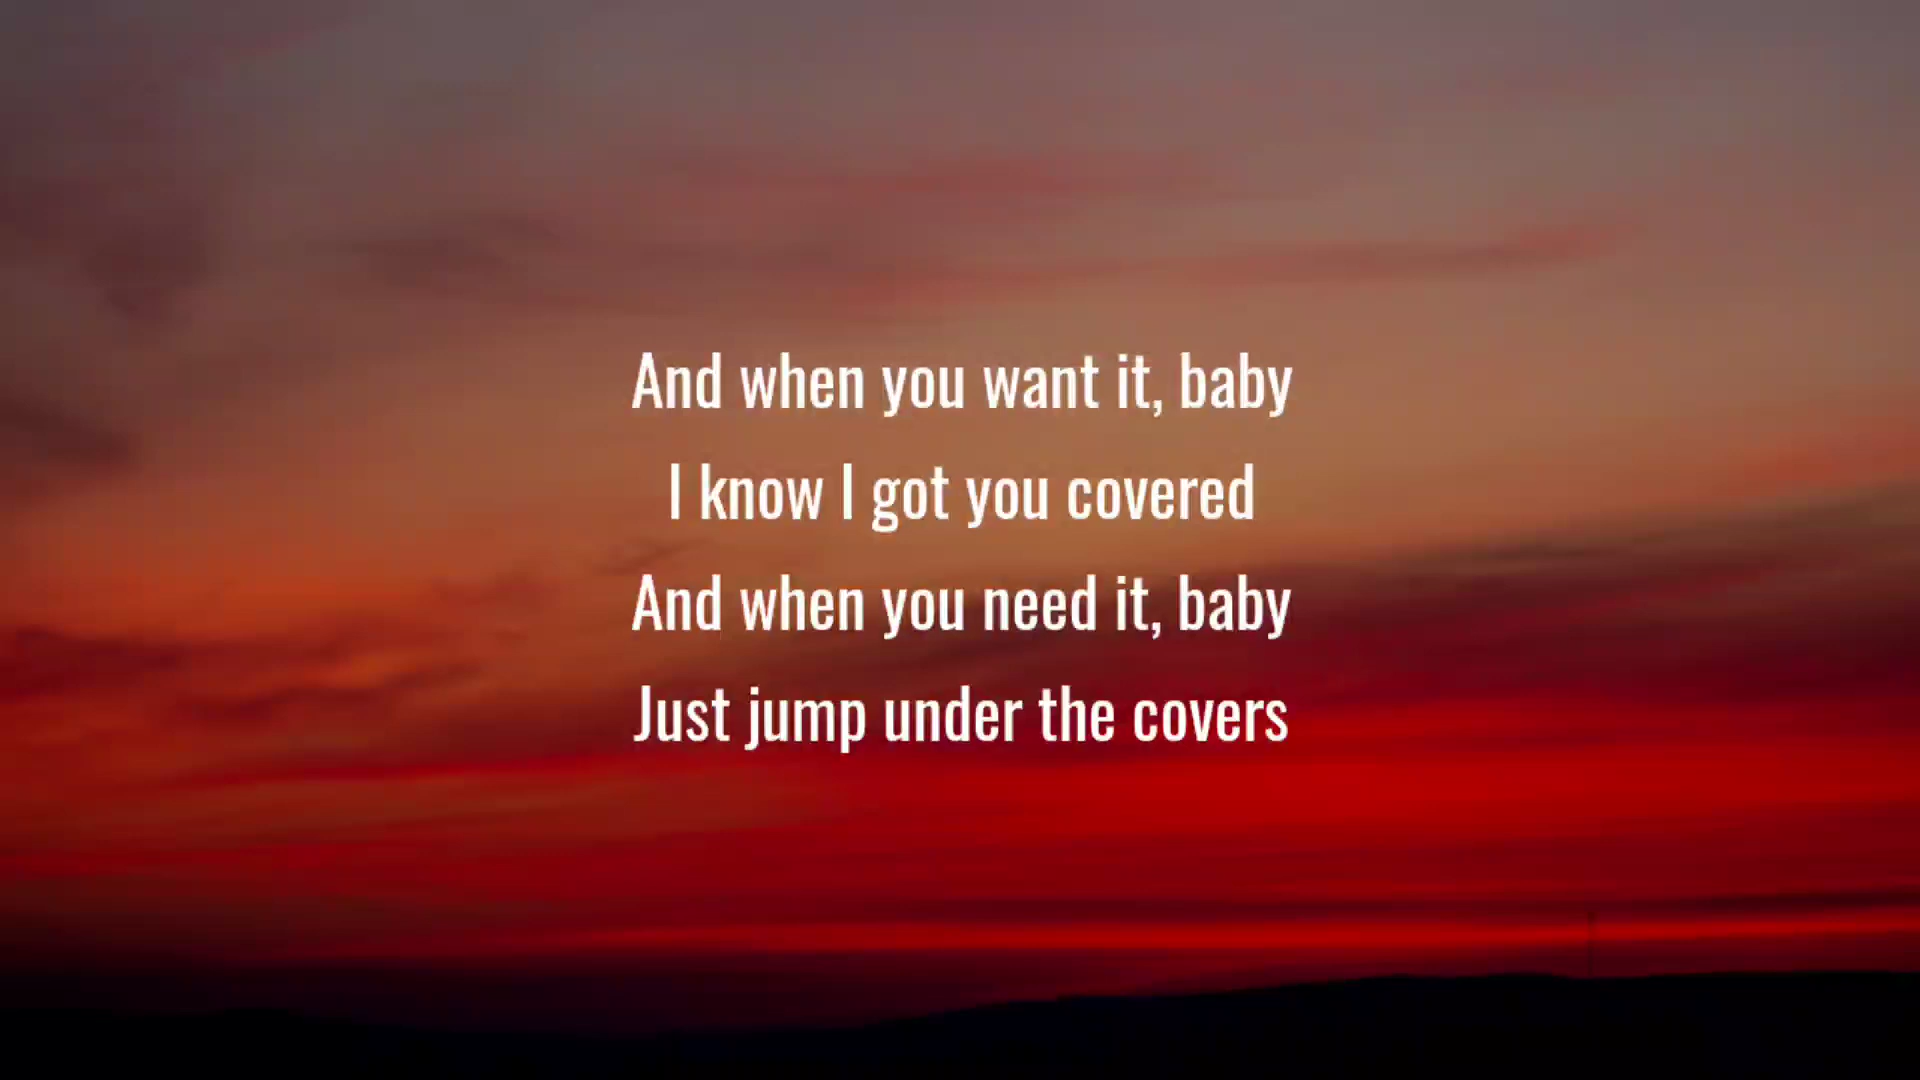 And when you want it, baby
I know I got you covered
And when you need it, baby
Just jump under the covers